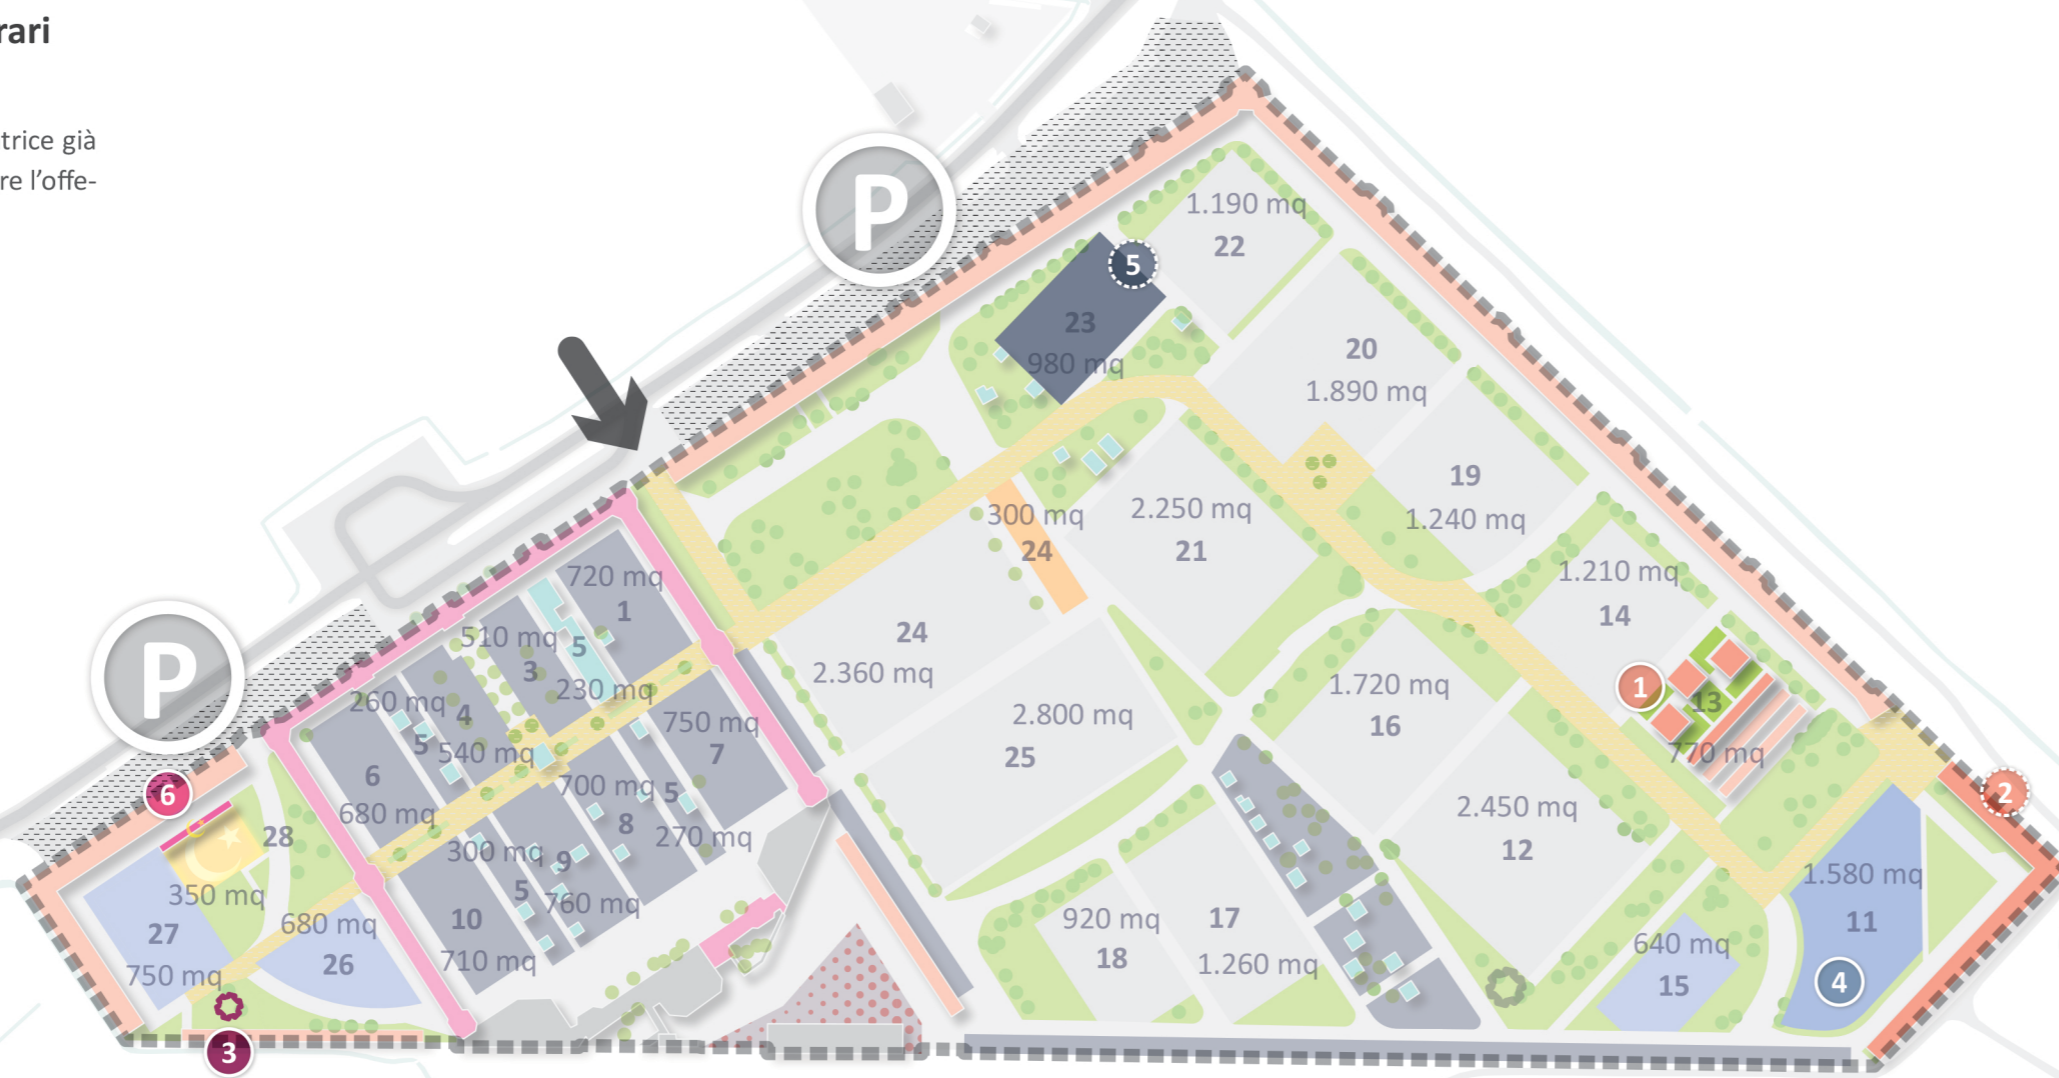 rari
trice già
re l'offe-
P
1.190 mq
22
5
23
980 mq
20
1.890 mq
19
1.240 mq
300 mq
24
2.250 mq
21
1.210 mq
14
1
13
770 mq
2
P
720 mq
1
510 mq
3
5
230 mq
260 mq
4
5
540 mq
6
680 mq
750 mq
7
700 mq
8
5
270 mq
24
2.360 mq
2.800 mq
25
1.720 mq
16
2.450 mq
12
6
28
350 mq
27
750 mq
680 mq
26
300 mq
5
9
760 mq
10
710 mq
920 mq
18
17
1.260 mq
640 mq
15
1.580 mq
11
4
3